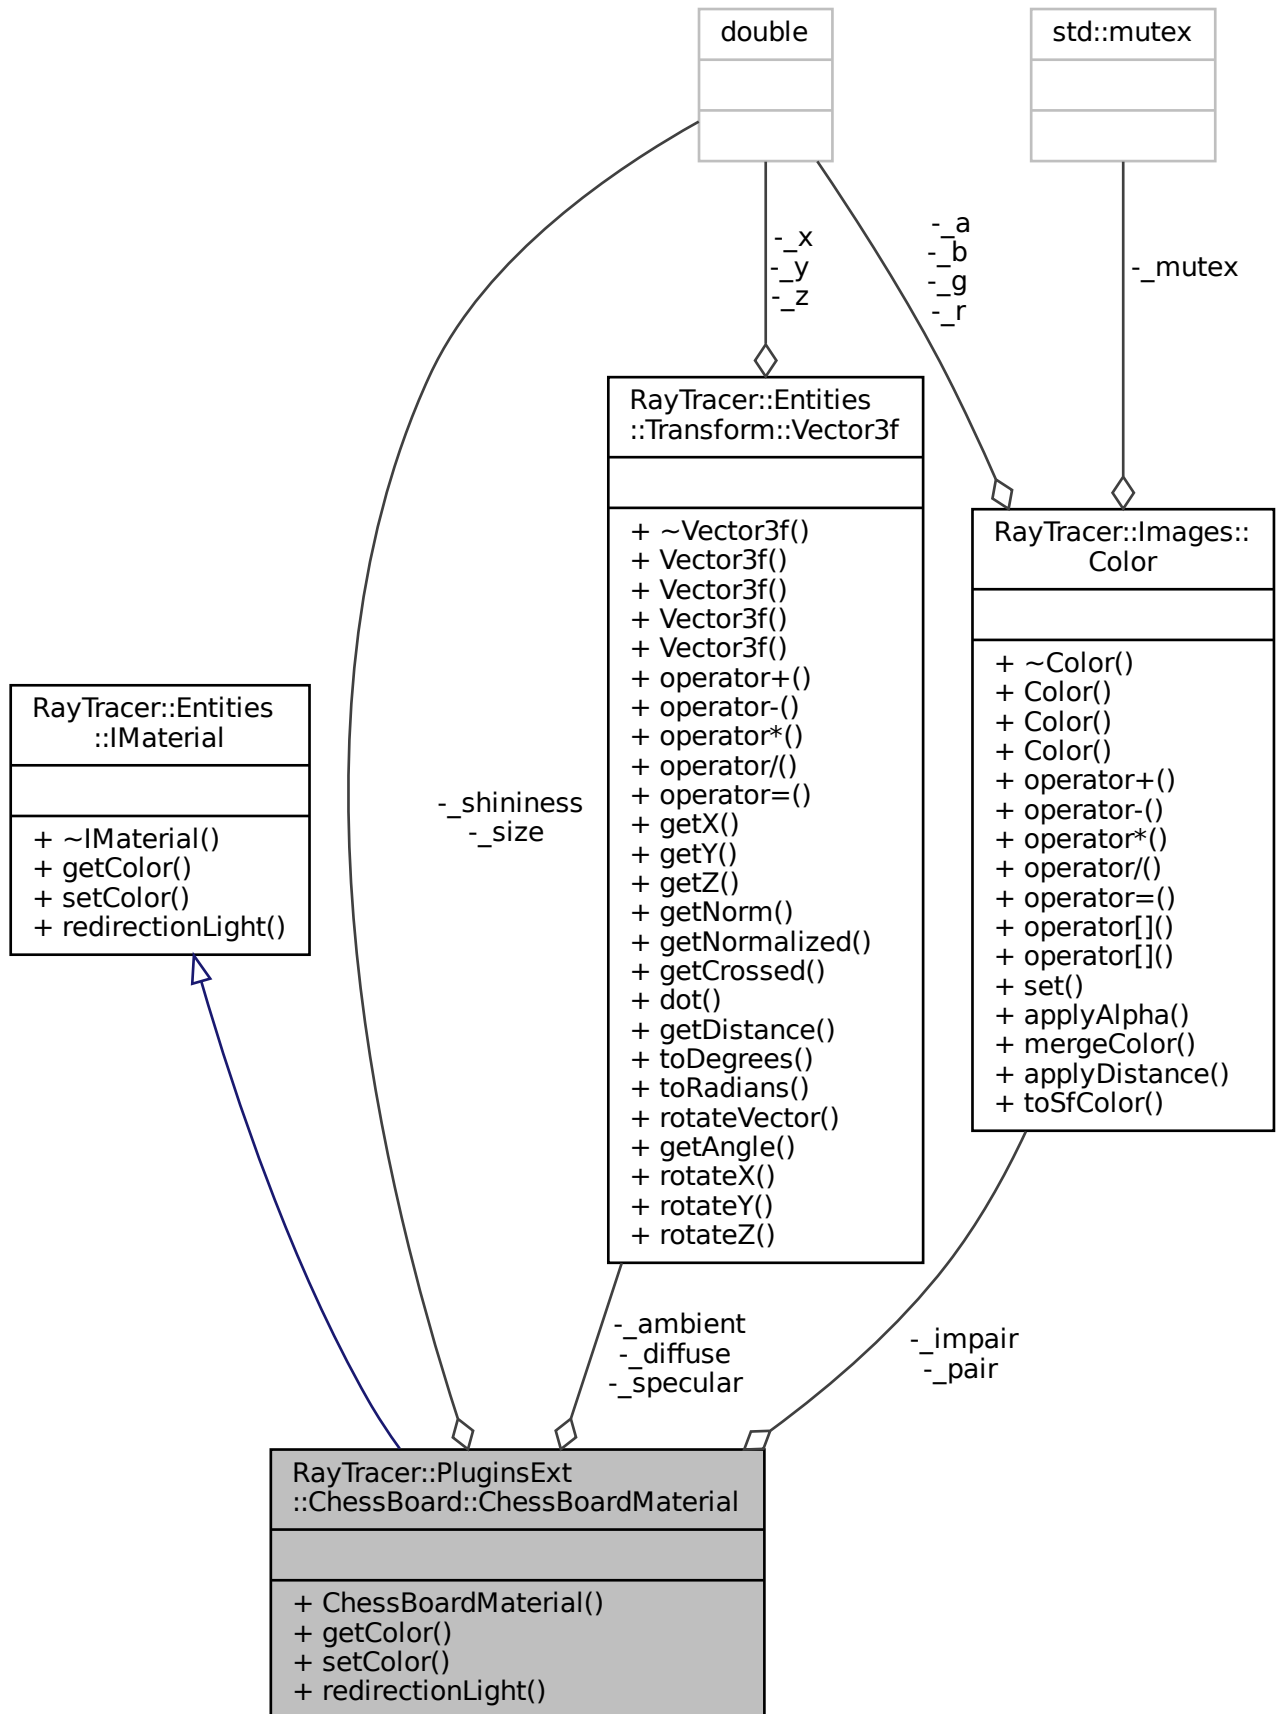 double
std::mutex
-_x
-_y
-_z
-_a
-_b
-_g
-_r
-_mutex
RayTracer::Entities
::Transform::Vector3f
+ ~Vector3f()
+ Vector3f()
+ Vector3f()
+ Vector3f()
+ Vector3f()
+ operator+()
+ operator-()
+ operator*()
+ operator/()
+ operator=()
+ getX()
+ getY()
+ getZ()
+ getNorm()
+ getNormalized()
+ getCrossed()
+ dot()
+ getDistance()
+ toDegrees()
+ toRadians()
+ rotateVector()
+ getAngle()
+ rotateX()
+ rotateY()
+ rotateZ()
RayTracer::Images::
Color
+ ~Color()
+ Color()
+ Color()
+ Color()
+ operator+()
+ operator-()
+ operator*()
+ operator/()
+ operator=()
+ operator[]()
+ operator[]()
+ set()
+ applyAlpha()
+ mergeColor()
+ applyDistance()
+ toSfColor()
RayTracer::Entities
::IMaterial
+ ~IMaterial()
+ getColor()
+ setColor()
+ redirectionLight()
-_shininess
-_size
-_ambient
-_diffuse
-_specular
-_impair
-_pair
RayTracer::PluginsExt
::ChessBoard::ChessBoardMaterial
+ ChessBoardMaterial()
+ getColor()
+ setColor()
+ redirectionLight()